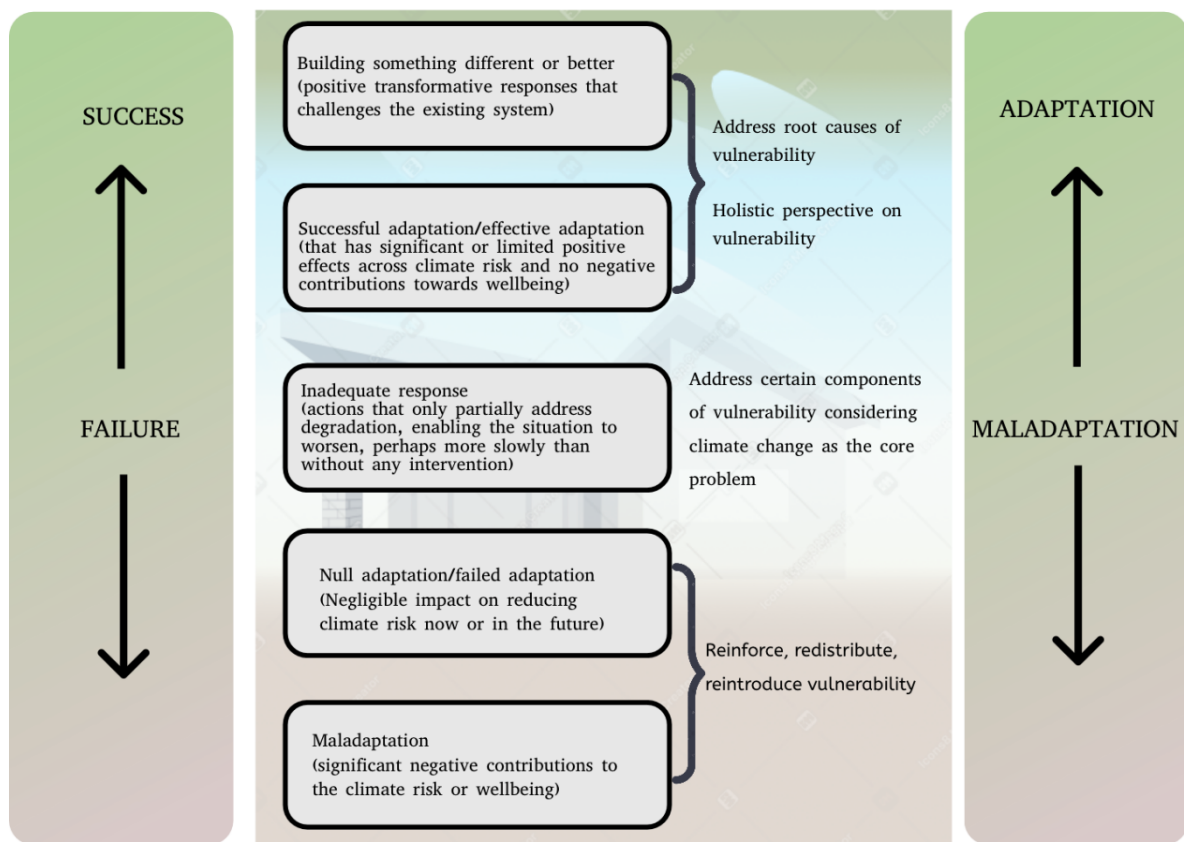 SUCCESS
FAILURE
Building something different or better
(positive transformative responses that
challenges the existing system)
Successful adaptation/effective adaptation
(that has significant or limited positive
effects across climate risk and no negative
contributions towards wellbeing)
Address root causes of
vulnerability
Holistic perspective on
vulnerability
Inadequate response
(actions that only partially address
degradation, enabling the situation to
worsen, perhaps more slowly than
without any intervention)
Address certain components
of vulnerability considering
climate change as the core
problem
Null adaptation/failed adaptation
(Negligible impact on reducing
climate risk now or in the future)
Maladaptation
(significant negative contributions to
the climate risk or wellbeing)
Reinforce, redistribute,
reintroduce vulnerability
ADAPTATION
MALADAPTATION